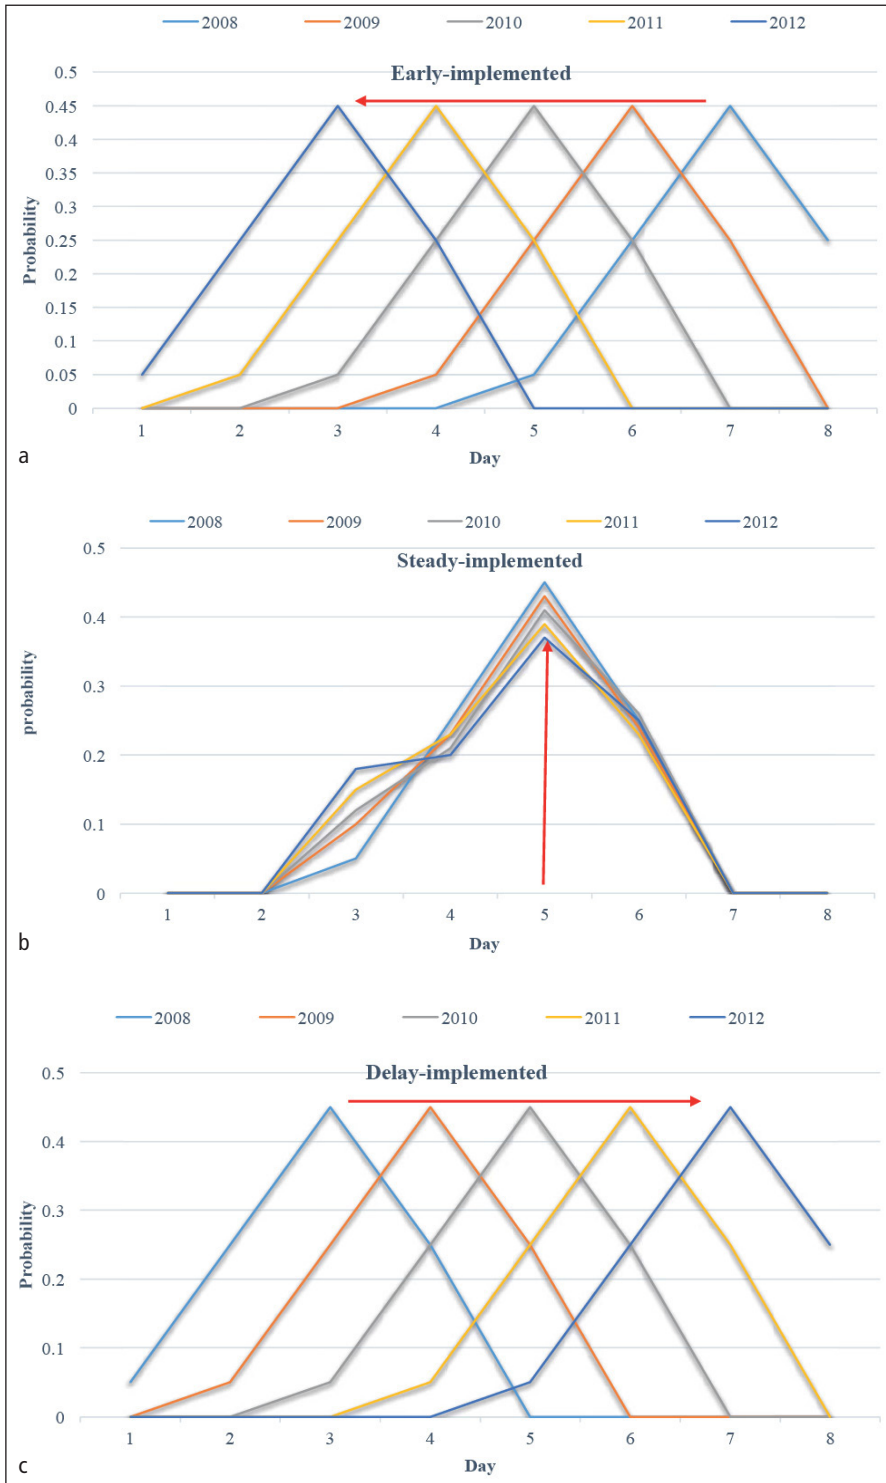 2008 2009 2010 2011 2012
Early-implemented
0.5
0.45
0.4
0.35
0.3
0.25
0.2
0.15
0.1
0.05
0
Probability
1 2 3 4 5 6 7 8
Day
a
2008 2009 2010 2011 2012
Steady-implemented
0.5
0.4
0.3
0.2
0.1
0
probability
1 2 3 4 5 6 7 8
Day
b
2008 2009 2010 2011 2012
Delay-implemented
0.5
0.4
0.3
0.2
0.1
0
Probability
1 2 3 4 5 6 7 8
Day
c